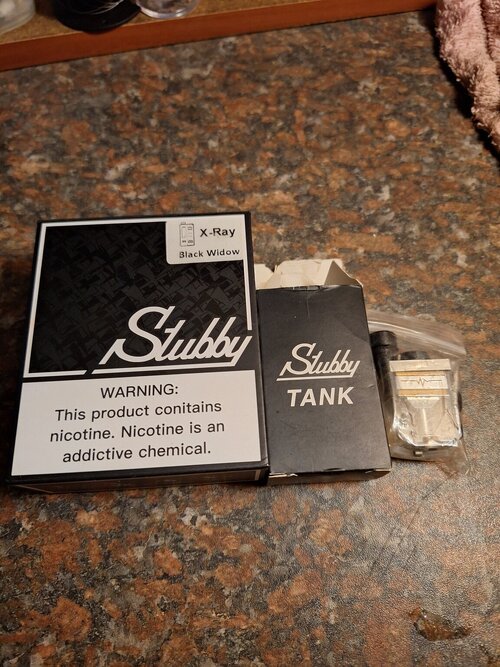 X-Ray
Black Widow
Stubby
WARNING:
This product conitains
nicotine. Nicotine is an
addictive chemical.
Stubby
TANK